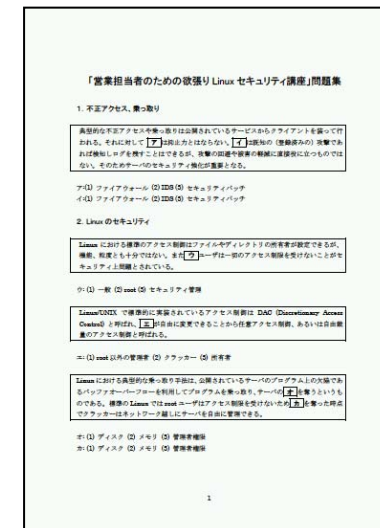 「営業担当者のための欲張り Linux セキュリティ講座」問題集
1. 不正アクセス、乗っ取り
典型的な不正アクセスや乗っ取りは公開されているサービスからクライアントを装って行
われる。それに対して ア は抑止力とはならない。 イ は既知の（登録済みの）攻撃であ
れば検知しログを残すことはできるが、攻撃の回避や被害の軽減に直接役に立つものでは
ない。そのためサーバのセキュリティ強化が重要となる。
ア:(1) ファイアウォール (2) IDS (3) セキュリティパッチ
イ:(1) ファイアウォール (2) IDS (3) セキュリティパッチ
2. Linux のセキュリティ
Linux における標準のアクセス制御はファイルやディレクトリの所有者が設定できるが、
機能、粒度とも十分ではない。また ウ ユーザは一切のアクセス制限を受けないことがセ
キュリティ上問題とされている。
ウ: (1) 一般 (2) root (3) セキュリティ管理
Linux/UNIX で標準的に実装されているアクセス制御は DAC (Discretionary Access
Control) と呼ばれ、 エ が自由に変更できることから任意アクセス制御、あるいは自由裁
量のアクセス制御と呼ばれる。
エ: (1) root 以外の管理者 (2) クラッカー (3) 所有者
Linux における典型的な乗っ取り手法は、公開されているサーバのプログラム上の欠陥であ
るバッファオーバーフローを利用してプログラムを乗っ取り、サーバの オ を奪うというも
のである。標準の Linux では root ユーザはアクセス制限を受けないため カ を奪った時点
でクラッカーはネットワーク越しにサーバを自由に管理できる。
オ: (1) ディスク (2) メモリ (3) 管理者権限
カ: (1) ディスク (2) メモリ (3) 管理者権限
1